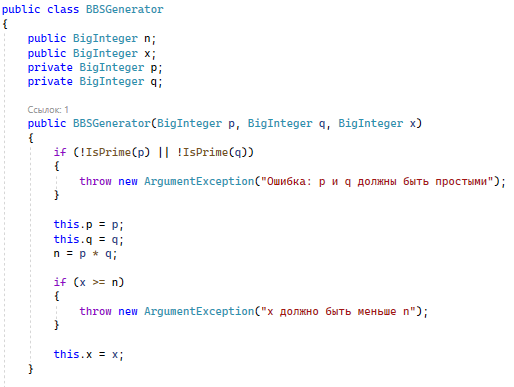 public class BBSGenerator
{
    public BigInteger n;
    public BigInteger x;
    private BigInteger p;
    private BigInteger q;
    Ссылок: 1
    public BBSGenerator(BigInteger p, BigInteger q, BigInteger x)
    {
        if (!IsPrime(p) || !IsPrime(q))
        {
            throw new ArgumentException("Ошибка: p и q должны быть простыми");
        }
        this.p = p;
        this.q = q;
        n = p * q;
        if (x >= n)
        {
            throw new ArgumentException("x должно быть меньше n");
        }
        this.x = x;
    }